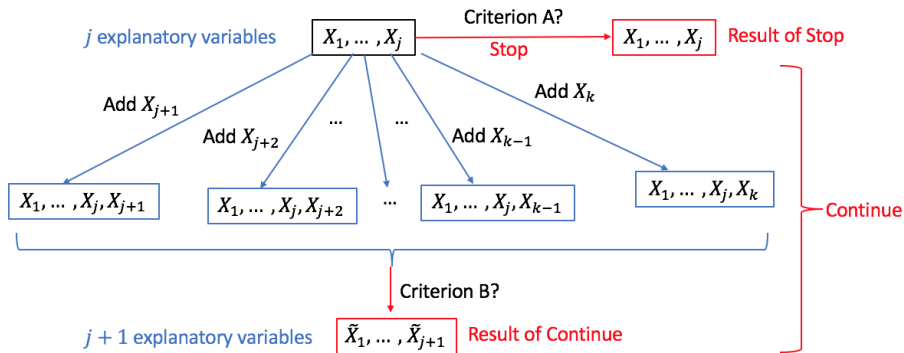 Criterion A?
j explanatory variables X₁, … , Xⱼ Stop X₁, … , Xⱼ Result of Stop
Add Xⱼ₊₁ Add Xⱼ₊₂ … … Add Xₖ₋₁ Add Xₖ
X₁, … , Xⱼ, Xⱼ₊₁ X₁, … , Xⱼ, Xⱼ₊₂ … X₁, … , Xⱼ, Xₖ₋₁ X₁, … , Xⱼ, Xₖ
Continue
Criterion B?
j + 1 explanatory variables X̃₁, … , X̃ⱼ₊₁ Result of Continue